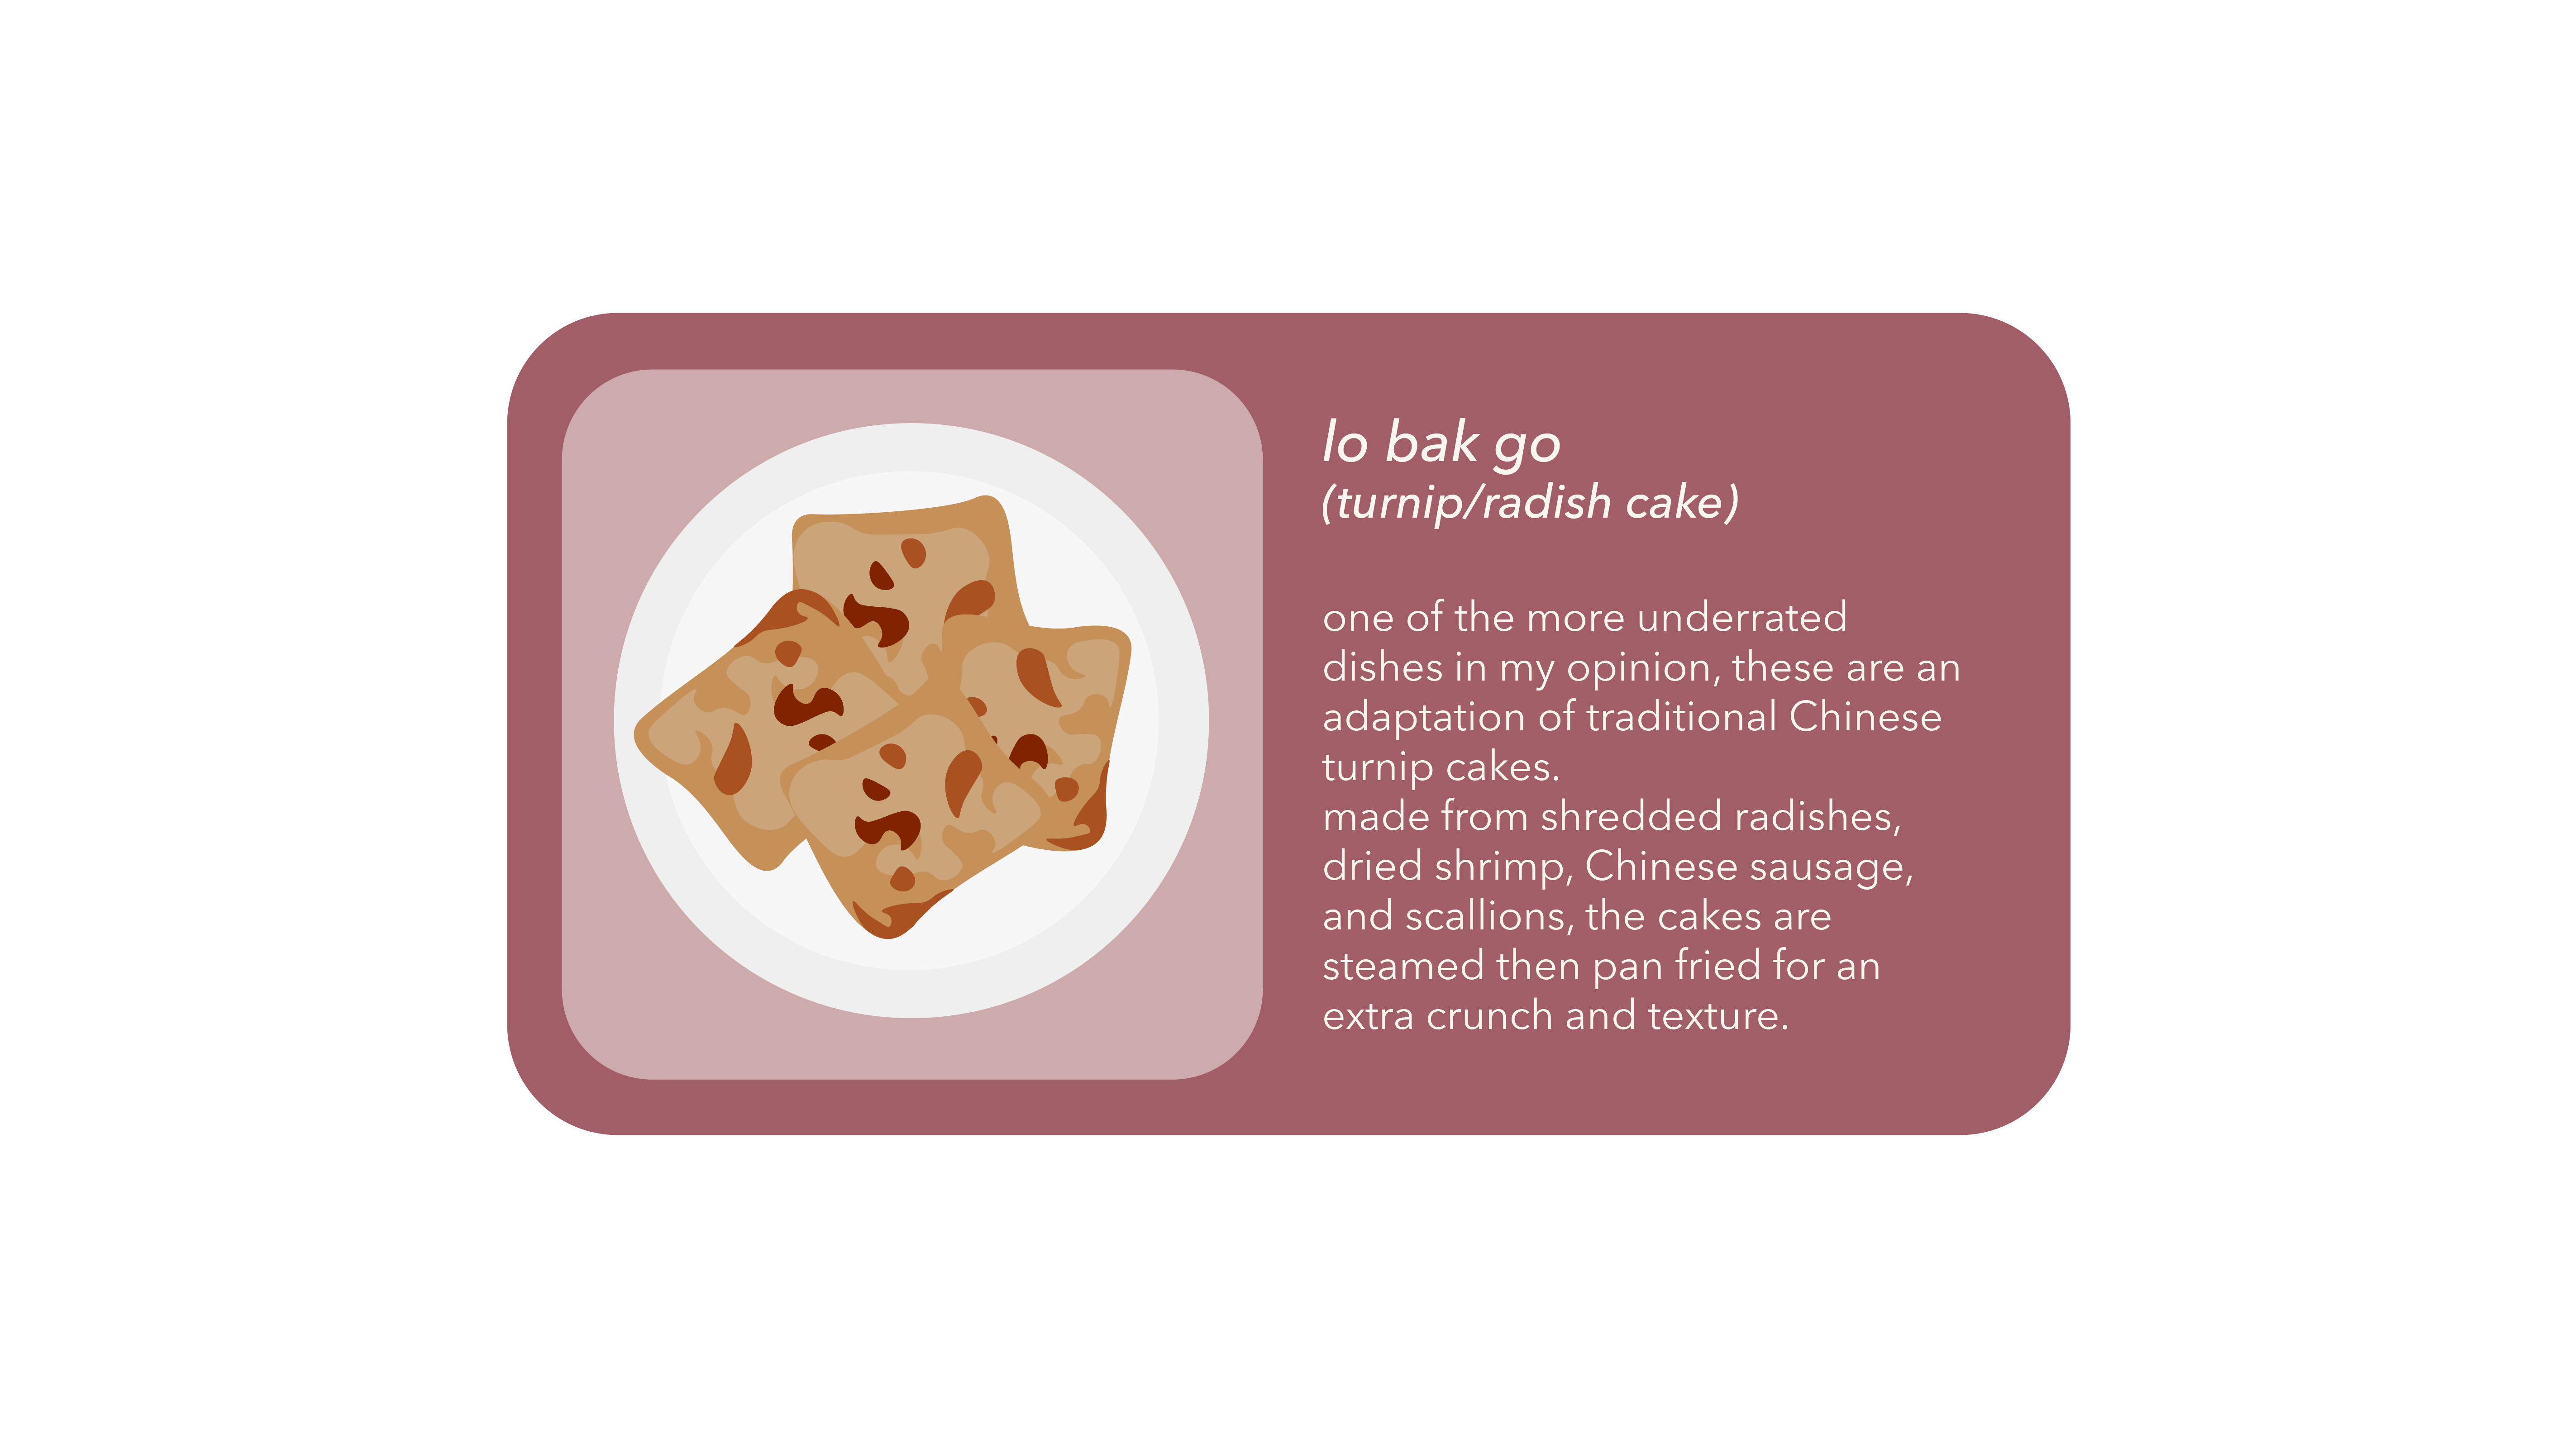 lo bak go
(turnip/radish cake)
one of the more underrated
dishes in my opinion, these are an
adaptation of traditional Chinese
turnip cakes.
made from shredded radishes,
dried shrimp, Chinese sausage,
and scallions, the cakes are
steamed then pan fried for an
extra crunch and texture.